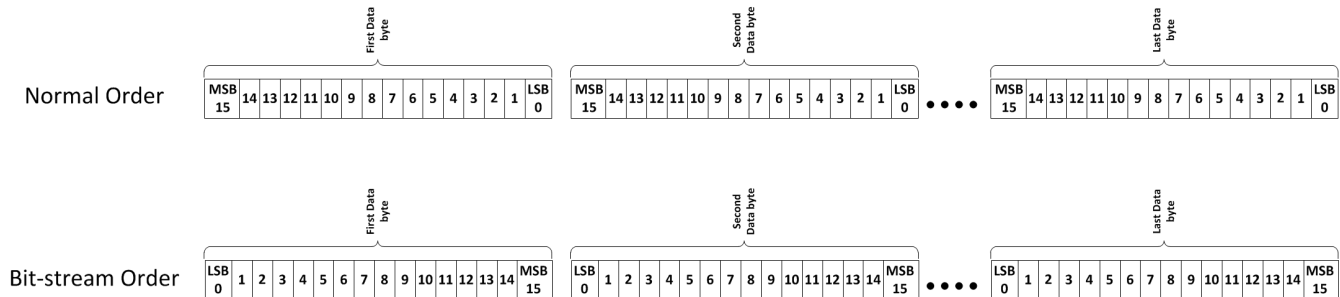 First Data
byte
Second
Data byte
Last Data
byte
Normal Order
MSB 15 14 13 12 11 10 9 8 7 6 5 4 3 2 1 LSB 0
MSB 15 14 13 12 11 10 9 8 7 6 5 4 3 2 1 LSB 0
MSB 15 14 13 12 11 10 9 8 7 6 5 4 3 2 1 LSB 0
First Data
byte
Second
Data byte
Last Data
byte
Bit-stream Order
LSB 0 1 2 3 4 5 6 7 8 9 10 11 12 13 14 MSB 15
LSB 0 1 2 3 4 5 6 7 8 9 10 11 12 13 14 MSB 15
LSB 0 1 2 3 4 5 6 7 8 9 10 11 12 13 14 MSB 15